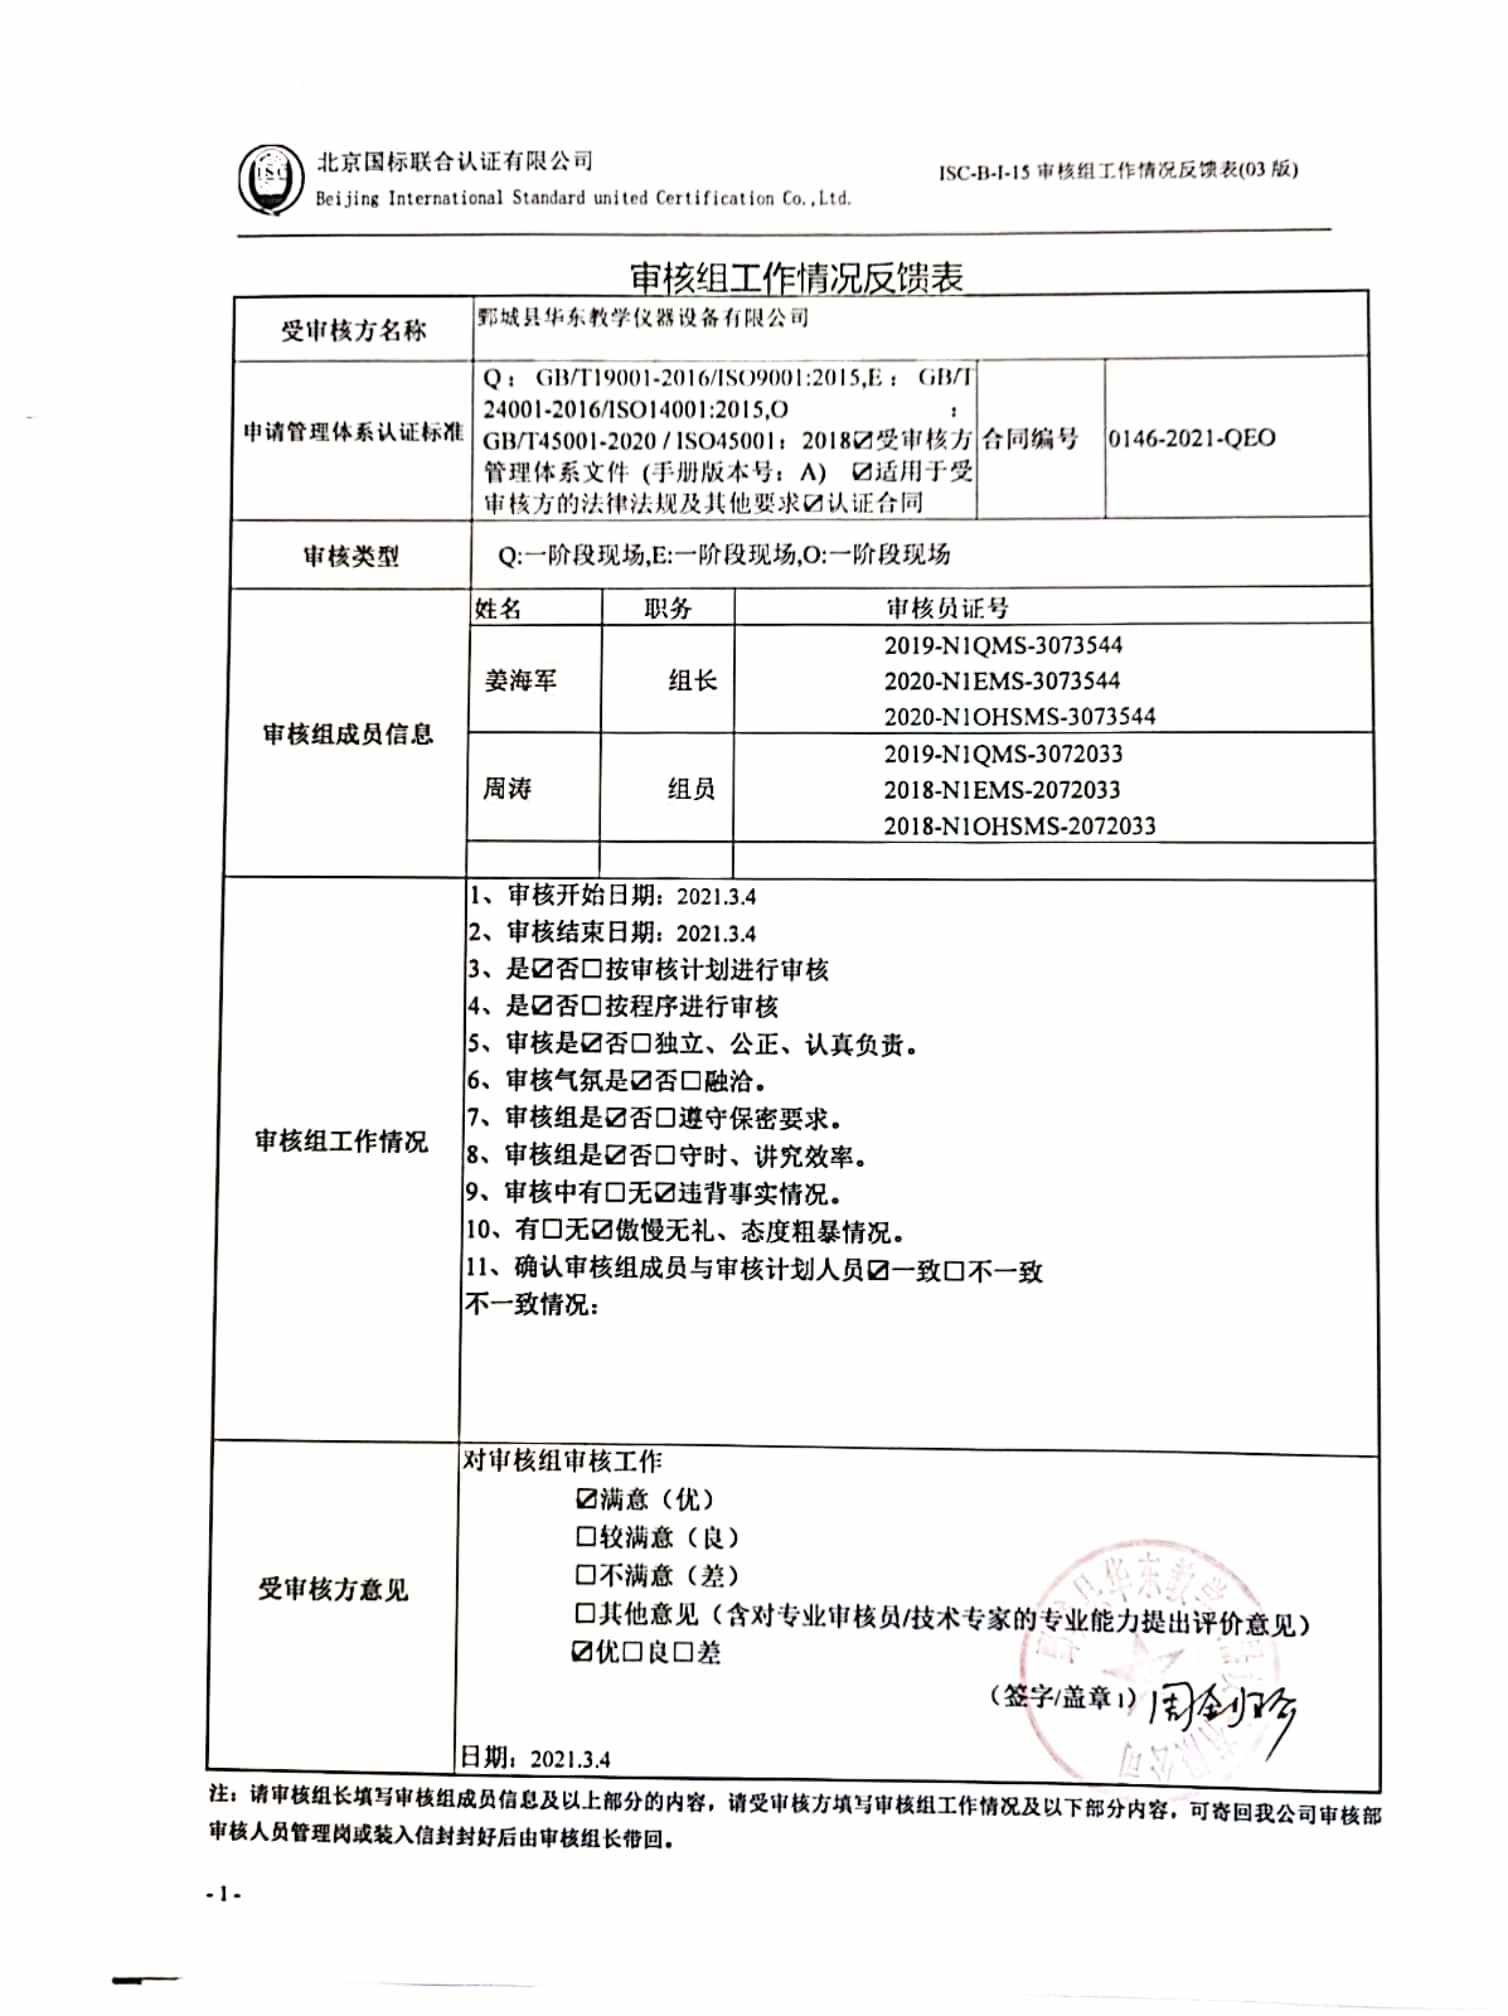 ISC
北京国标联合认证有限公司
ISC-B-I-15 审核组工作情况反馈表(03 版)
Beijing International Standard united Certification Co.,Ltd.
审核组工作情况反馈表
受审核方名称
鄄城县华东教学仪器设备有限公司
申请管理体系认证标准
Q： GB/T19001-2016/ISO9001:2015,E： GB/T
24001-2016/ISO14001:2015,O ：
GB/T45001-2020 / ISO45001：2018☑受审核方
管理体系文件 (手册版本号：A) ☑适用于受
审核方的法律法规及其他要求☑认证合同
合同编号
0146-2021-QEO
审核类型
Q:一阶段现场,E:一阶段现场,O:一阶段现场
审核组成员信息
姓名 职务 审核员证号
姜海军 组长
2019-N1QMS-3073544
2020-N1EMS-3073544
2020-N1OHSMS-3073544
周涛 组员
2019-N1QMS-3072033
2018-N1EMS-2072033
2018-N1OHSMS-2072033
审核组工作情况
1、审核开始日期：2021.3.4
2、审核结束日期：2021.3.4
3、是☑否□按审核计划进行审核
4、是☑否□按程序进行审核
5、审核是☑否□独立、公正、认真负责。
6、审核气氛是☑否□融洽。
7、审核组是☑否□遵守保密要求。
8、审核组是☑否□守时、讲究效率。
9、审核中有□无☑违背事实情况。
10、有□无☑傲慢无礼、态度粗暴情况。
11、确认审核组成员与审核计划人员☑一致□不一致
不一致情况：
受审核方意见
对审核组审核工作
☑满意（优）
□较满意（良）
□不满意（差）
□其他意见（含对专业审核员/技术专家的专业能力提出评价意见）
☑优□良□差
（签字/盖章）
日期：2021.3.4
注：请审核组长填写审核组成员信息及以上部分的内容，请受审核方填写审核组工作情况及以下部分内容，可寄回我公司审核部
审核人员管理岗或装入信封封好后由审核组长带回。
- 1 -